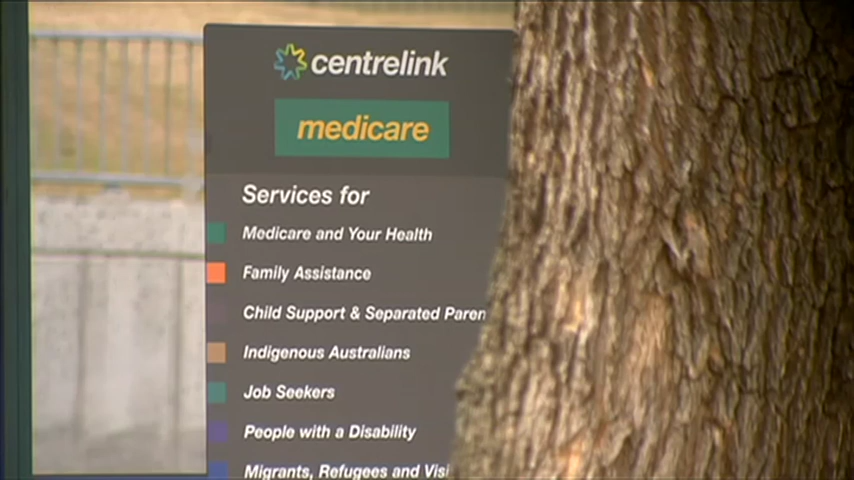 centrelink
medicare
Services for
Medicare and Your Health
Family Assistance
Child Support & Separated Paren
Indigenous Australians
Job Seekers
People with a Disability
Migrants, Refugees and Visi